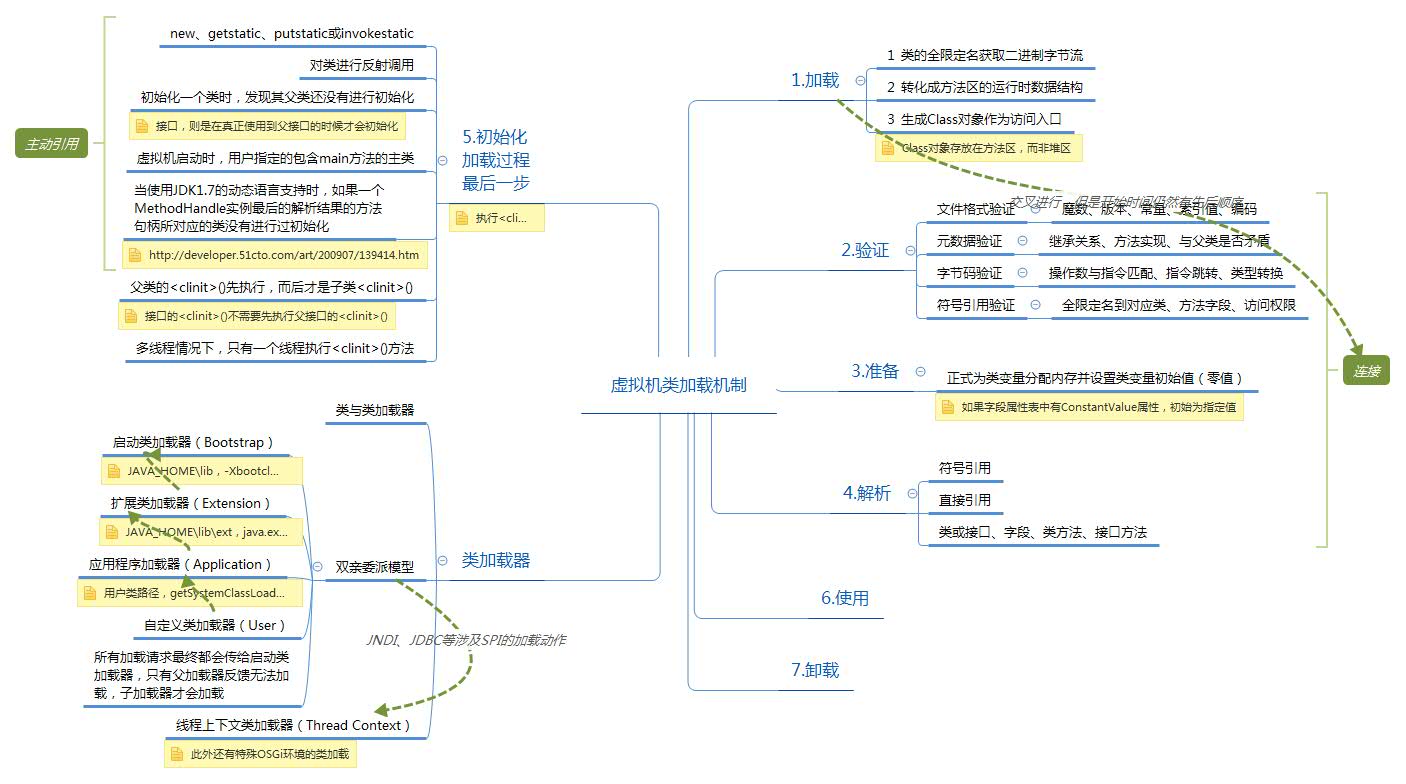 虚拟机类加载机制
1.加载
1 类的全限定名获取二进制字节流
2 转化成方法区的运行时数据结构
3 生成Class对象作为访问入口
Class对象存放在方法区，而非堆区
交叉进行，但是开始时间仍然有先后顺序
2.验证
文件格式验证
魔数、版本、常量、索引值、编码
元数据验证
继承关系、方法实现、与父类是否矛盾
字节码验证
操作数与指令匹配、指令跳转、类型转换
符号引用验证
全限定名到对应类、方法字段、访问权限
连接
3.准备
正式为类变量分配内存并设置类变量初始值（零值）
如果字段属性表中有ConstantValue属性，初始为指定值
4.解析
符号引用
直接引用
类或接口、字段、类方法、接口方法
6.使用
7.卸载
5.初始化
加载过程
最后一步
执行<cli...
主动引用
new、getstatic、putstatic或invokestatic
对类进行反射调用
初始化一个类时，发现其父类还没有进行初始化
接口，则是在真正使用到父接口的时候才会初始化
虚拟机启动时，用户指定的包含main方法的主类
当使用JDK1.7的动态语言支持时，如果一个
MethodHandle实例最后的解析结果的方法
句柄所对应的类没有进行过初始化
http://developer.51cto.com/art/200907/139414.htm
父类的<clinit>()先执行，而后才是子类<clinit>()
接口的<clinit>()不需要先执行父接口的<clinit>()
多线程情况下，只有一个线程执行<clinit>()方法
类加载器
类与类加载器
双亲委派模型
启动类加载器（Bootstrap）
JAVA_HOME\lib，-Xbootcl...
扩展类加载器（Extension）
JAVA_HOME\lib\ext，java.ex...
应用程序加载器（Application）
用户类路径，getSystemClassLoad...
自定义类加载器（User）
所有加载请求最终都会传给启动类
加载器，只有父加载器反馈无法加
载，子加载器才会加载
JNDI、JDBC等涉及SPI的加载动作
线程上下文类加载器（Thread Context）
此外还有特殊OSGi环境的类加载